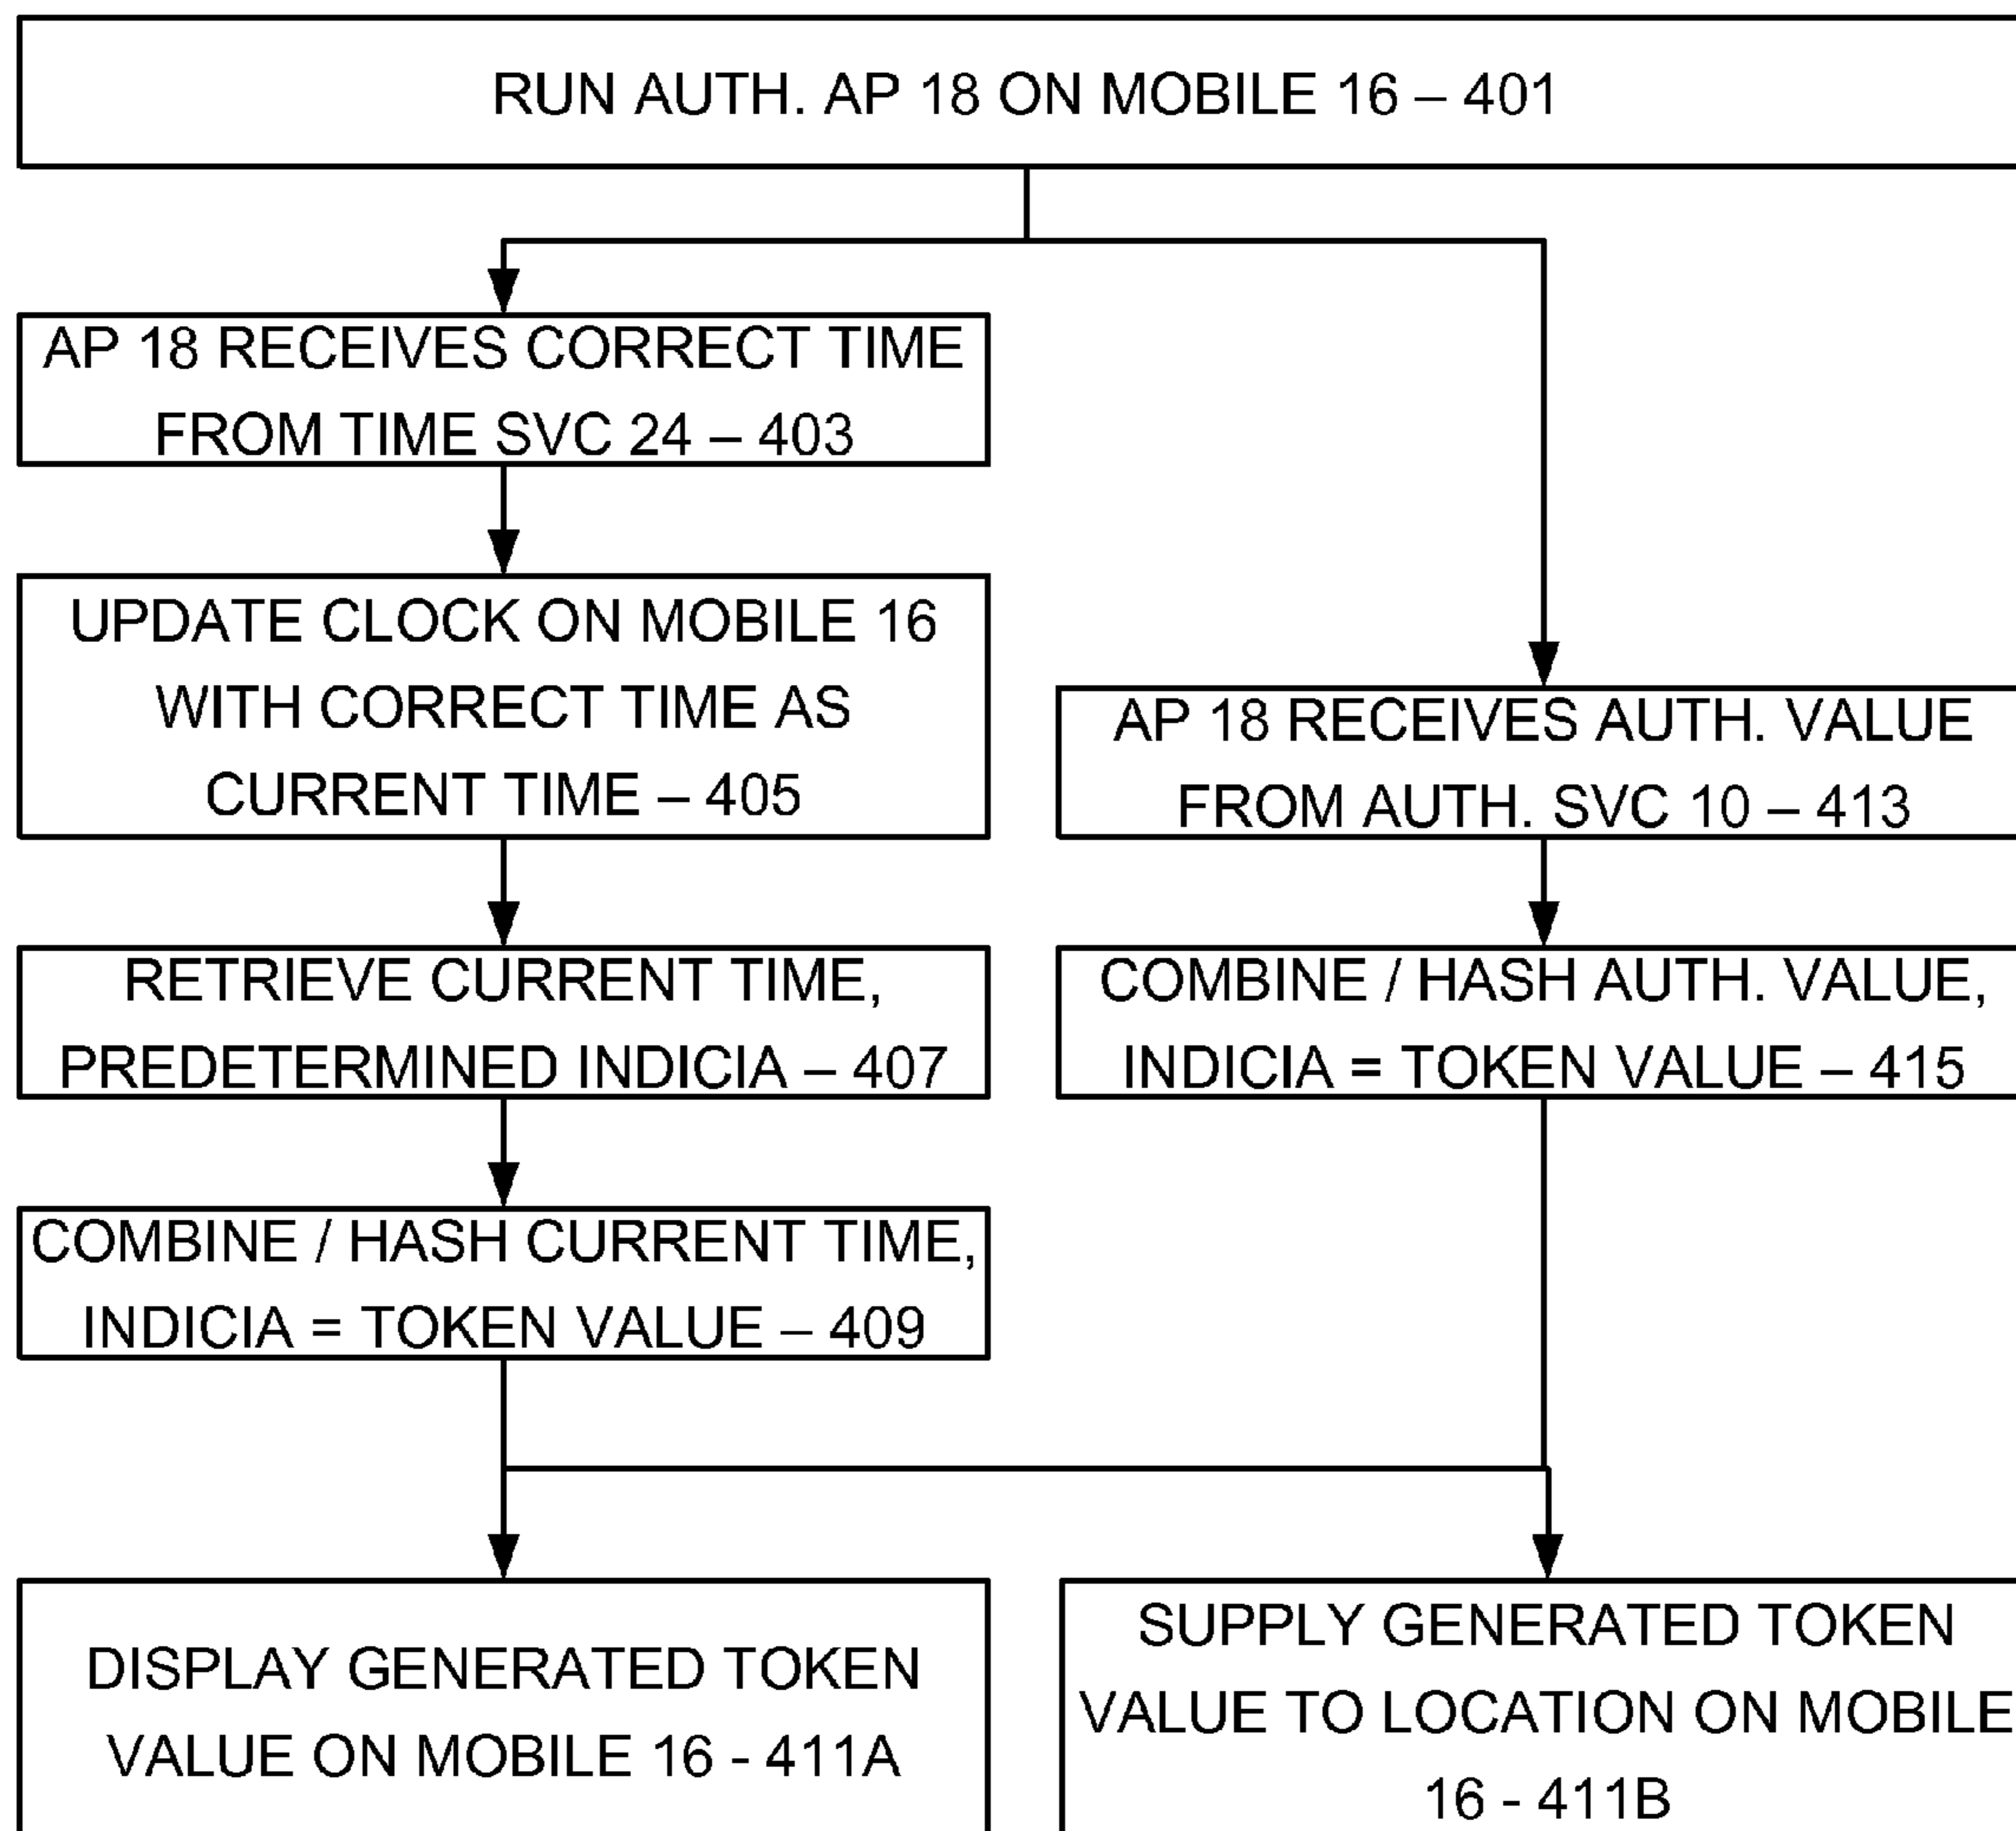 RUN AUTH. AP 18 ON MOBILE 16 – 401
AP 18 RECEIVES CORRECT TIME
FROM TIME SVC 24 – 403
UPDATE CLOCK ON MOBILE 16
WITH CORRECT TIME AS
CURRENT TIME – 405
AP 18 RECEIVES AUTH. VALUE
FROM AUTH. SVC 10 – 413
RETRIEVE CURRENT TIME,
PREDETERMINED INDICIA – 407
COMBINE / HASH AUTH. VALUE,
INDICIA = TOKEN VALUE – 415
COMBINE / HASH CURRENT TIME,
INDICIA = TOKEN VALUE – 409
DISPLAY GENERATED TOKEN
VALUE ON MOBILE 16 - 411A
SUPPLY GENERATED TOKEN
VALUE TO LOCATION ON MOBILE
16 - 411B